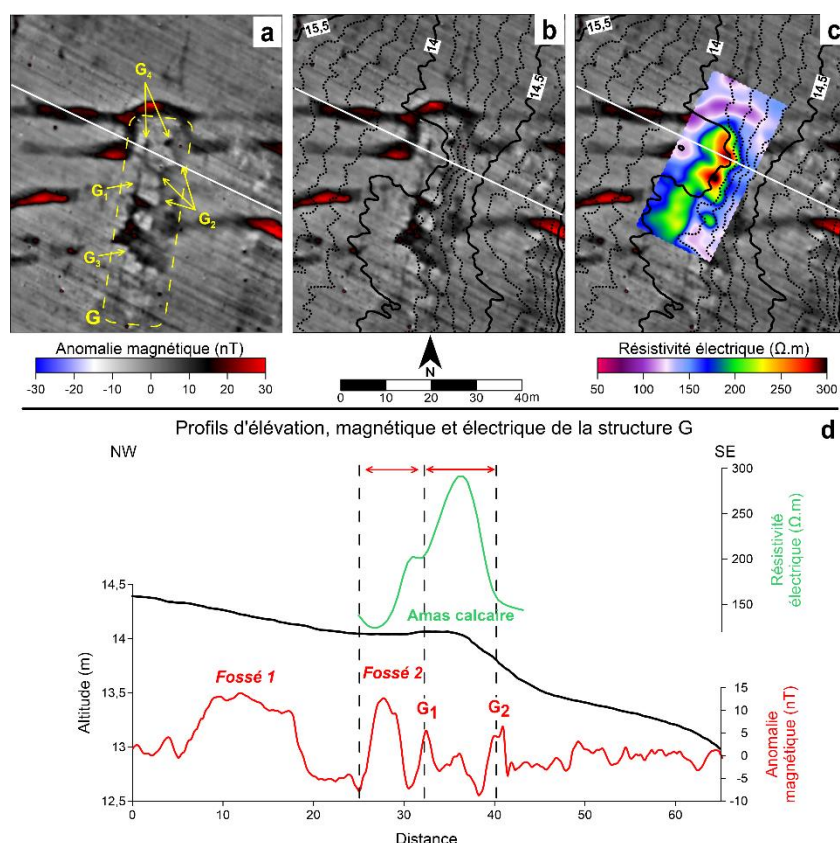 a
G4
G1
G2
G3
G
b
15,5
14
14,5
c
15,5
14
14,5
Anomalie magnétique (nT)
-30 -20 -10 0 10 20 30
N
0 10 20 30 40m
Résistivité électrique (Ω.m)
50 100 150 200 250 300
Profils d'élévation, magnétique et électrique de la structure G
d
NW
SE
300
250
200
150
Résistivité
électrique (Ω.m)
Amas calcaire
14,5
14
13,5
13
12,5
Altitude (m)
Fossé 1
Fossé 2
G1
G2
15
10
5
0
-5
-10
Anomalie
magnétique (nT)
0 10 20 30 40 50 60
Distance